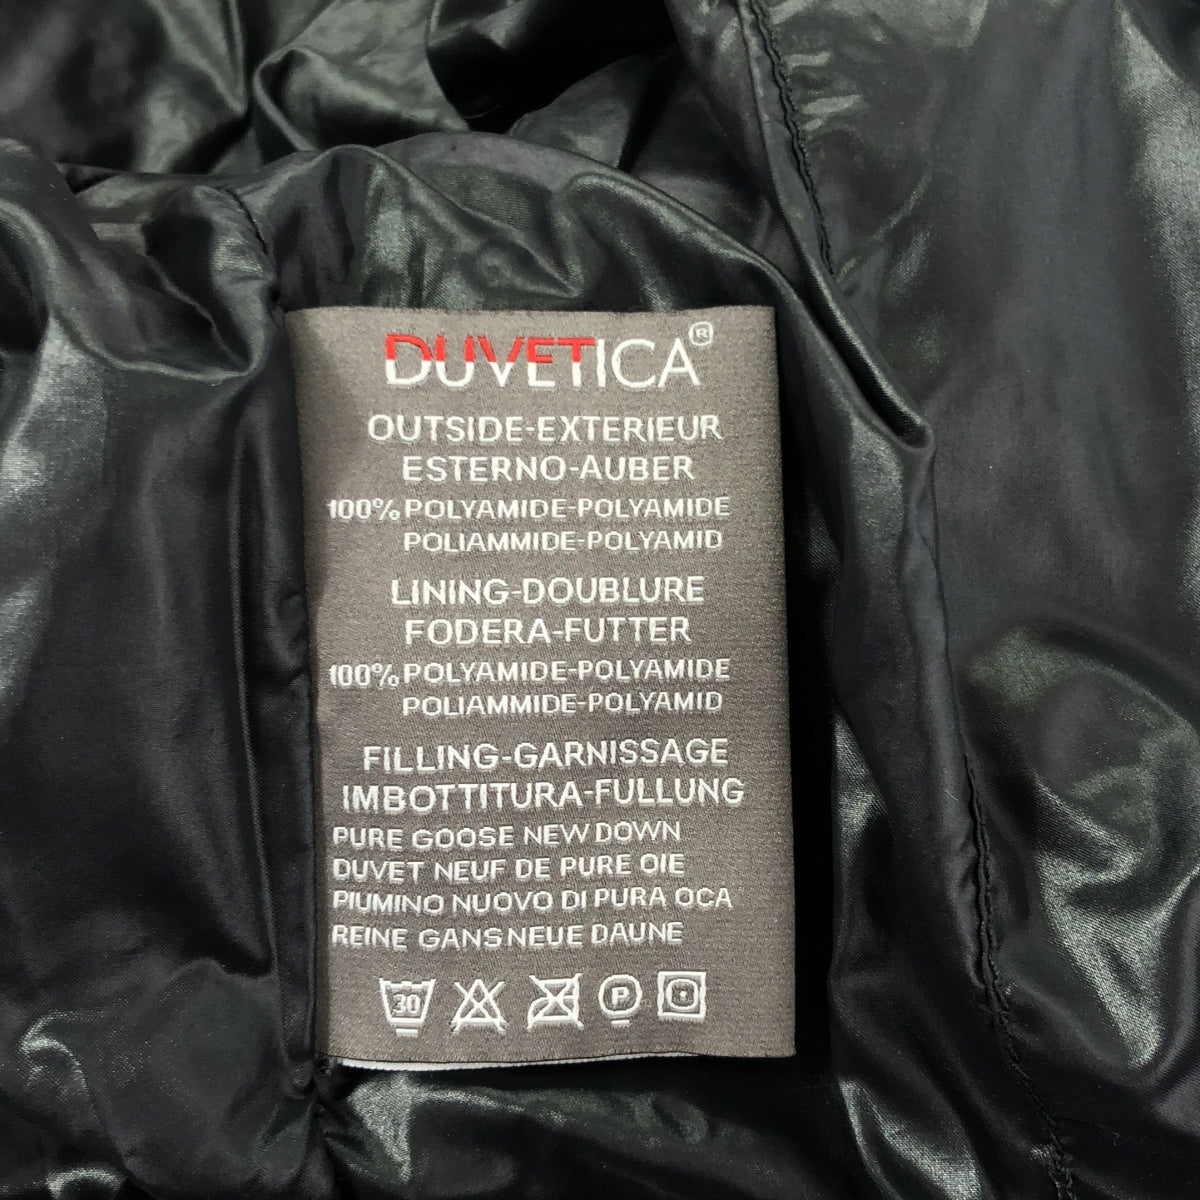 DUVETICA®
OUTSIDE-EXTERIEUR
ESTERNO-AUBER
100% POLYAMIDE-POLYAMIDE
POLIAMMIDE-POLYAMID
LINING-DOUBLURE
FODERA-FUTTER
100% POLYAMIDE-POLYAMIDE
POLIAMMIDE-POLYAMID
FILLING-GARNISSAGE
IMBOTTITURA-FULLUNG
PURE GOOSE NEW DOWN
DUVET NEUF DE PURE OIE
PIUMINO NUOVO DI PURA OCA
REINE GANS NEUE DAUNE
30 P